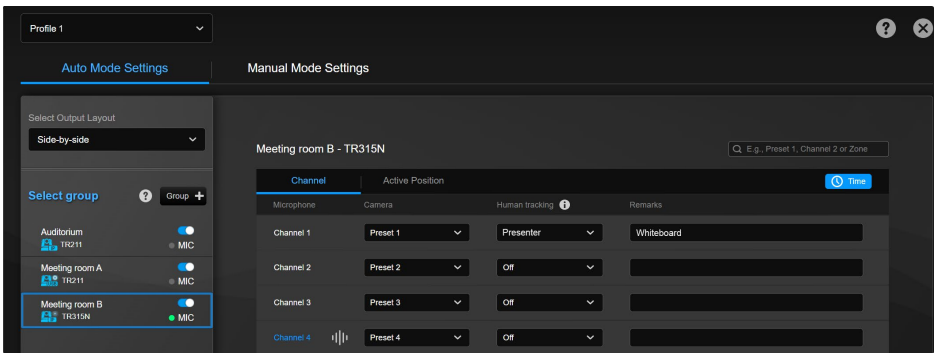 Profile 1
Auto Mode Settings Manual Mode Settings
Select Output Layout
Side-by-side
Select group ? Group +
Auditorium
TR211 MIC
Meeting room A
TR211 MIC
Meeting room B
TR315N MIC
Meeting room B - TR315N
E.g., Preset 1, Channel 2 or Zone
Channel Active Position Time
Microphone Camera Human tracking Remarks
Channel 1 Preset 1 Presenter Whiteboard
Channel 2 Preset 2 Off
Channel 3 Preset 3 Off
Channel 4 Preset 4 Off